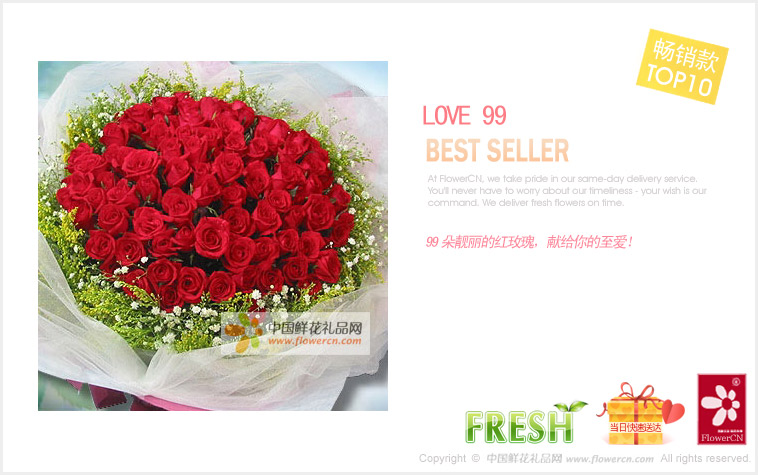 畅销款
TOP10
LOVE 99
BEST SELLER
At FlowerCN, we take pride in our same-day delivery service.
You'll never have to worry about our timeliness - your wish is our
command. We deliver fresh flowers on time.
99 朵靓丽的红玫瑰，献给你的至爱！
中国鲜花礼品网
www.flowercn.com
FRESH
当日快速送达
FlowerCN
Copyright © 中国鲜花礼品网 www.flowercn.com All rights reserved.